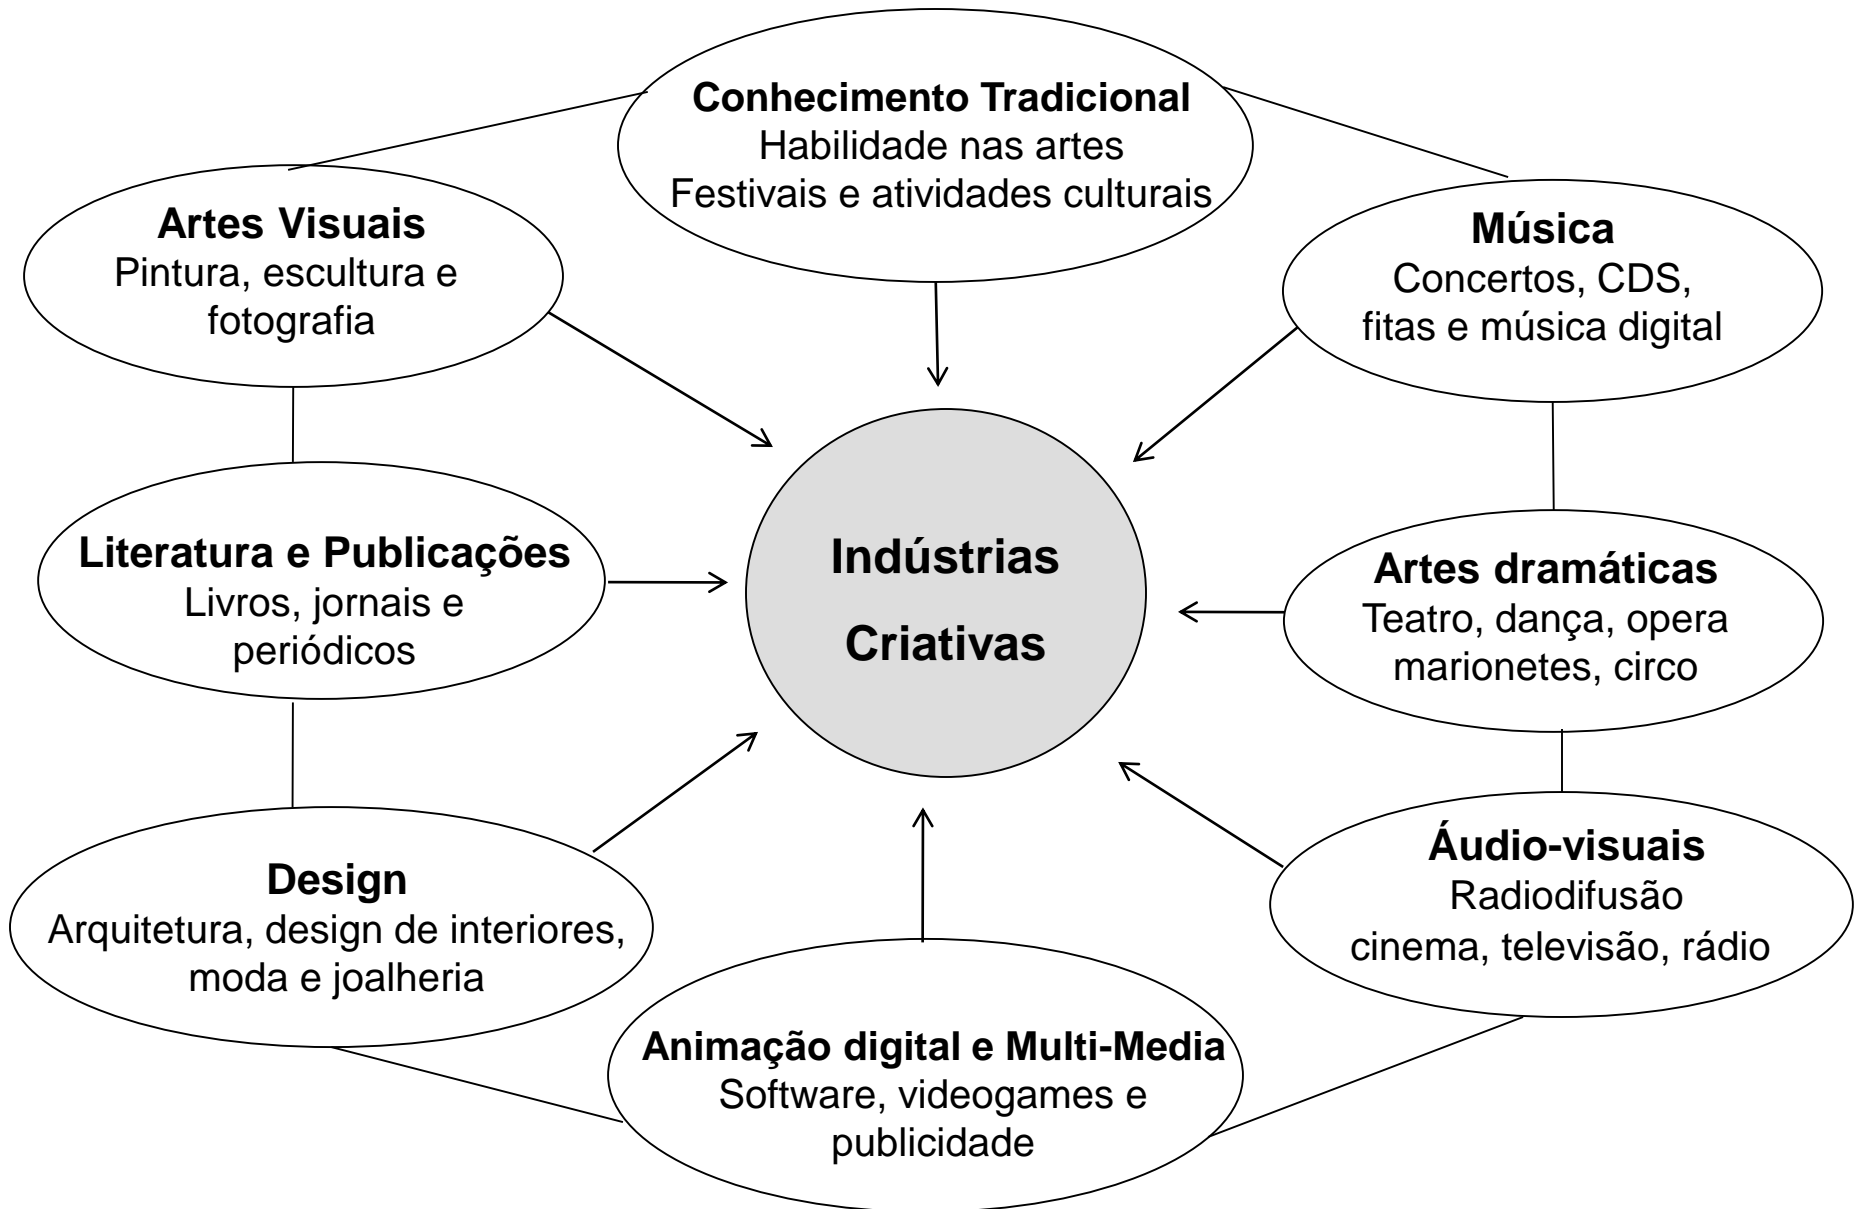 Conhecimento Tradicional
Habilidade nas artes
Festivais e atividades culturais
Artes Visuais
Pintura, escultura e
fotografia
Música
Concertos, CDS,
fitas e música digital
Literatura e Publicações
Livros, jornais e
periódicos
Indústrias
Criativas
Artes dramáticas
Teatro, dança, opera
marionetes, circo
Design
Arquitetura, design de interiores,
moda e joalheria
Áudio-visuais
Radiodifusão
cinema, televisão, rádio
Animação digital e Multi-Media
Software, videogames e
publicidade